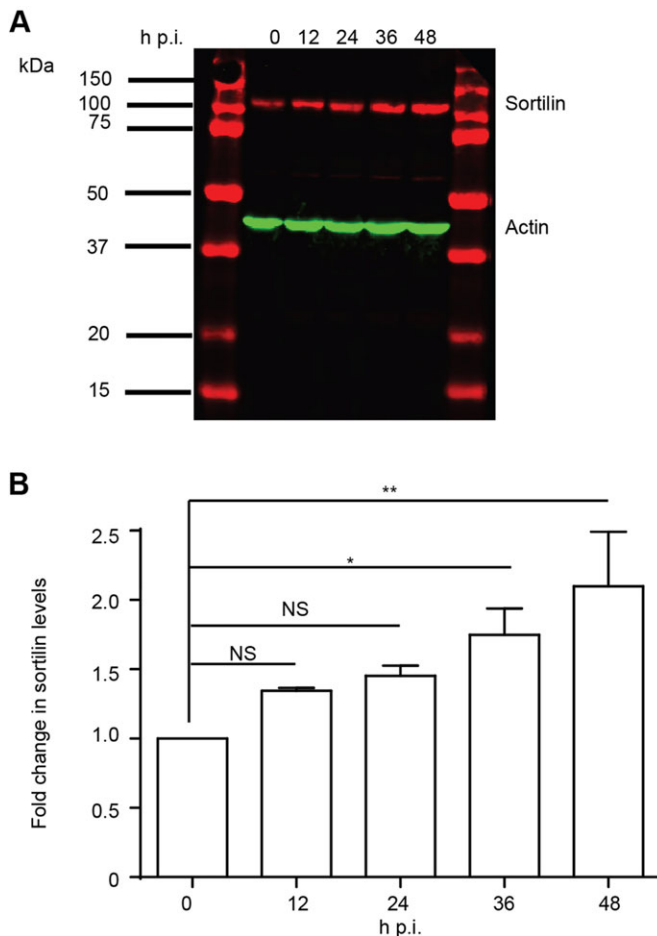 A
h p.i. 0 12 24 36 48
kDa
150
100
75
50
37
20
15
Sortilin
Actin
B
**
*
NS
NS
2.5
2.0
1.5
1.0
0.5
0
Fold change in sortilin levels
0 12 24 36 48
h p.i.